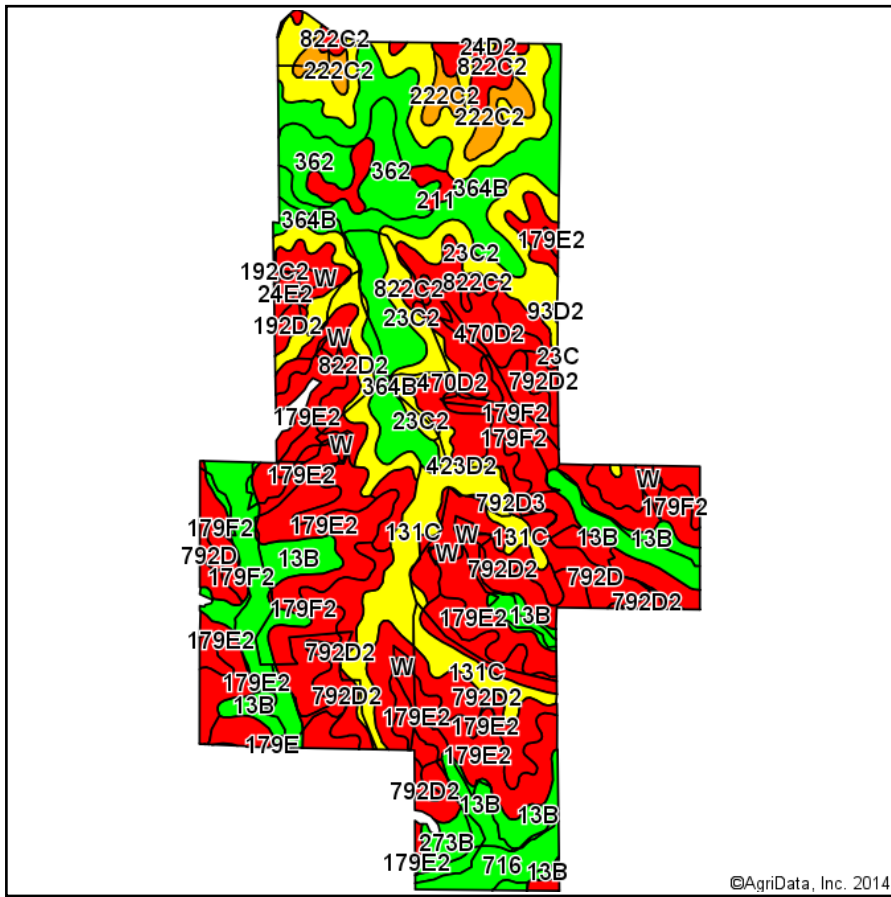 822C2
24D2
822C2
222C2
222C2
222C2
362
362
364B
211
364B
179E2
23C2
192C2
W
822C2
822C2
24E2
93D2
23C2
192D2
470D2
W
23C
822D2
792D2
364B
470D2
179E2
179F2
23C2
179F2
W
423D2
179E2
W
792D3
179F2
179F2
179E2
131C
W
131C
13B
13B
792D
13B
W
792D2
792D
179F2
792D2
179F2
179E2
13B
179E2
792D2
W
131C
179E2
792D2
792D2
13B
179E2
179E2
179E
179E2
792D2
13B
13B
273B
179E2
716
13B
©AgriData, Inc. 2014